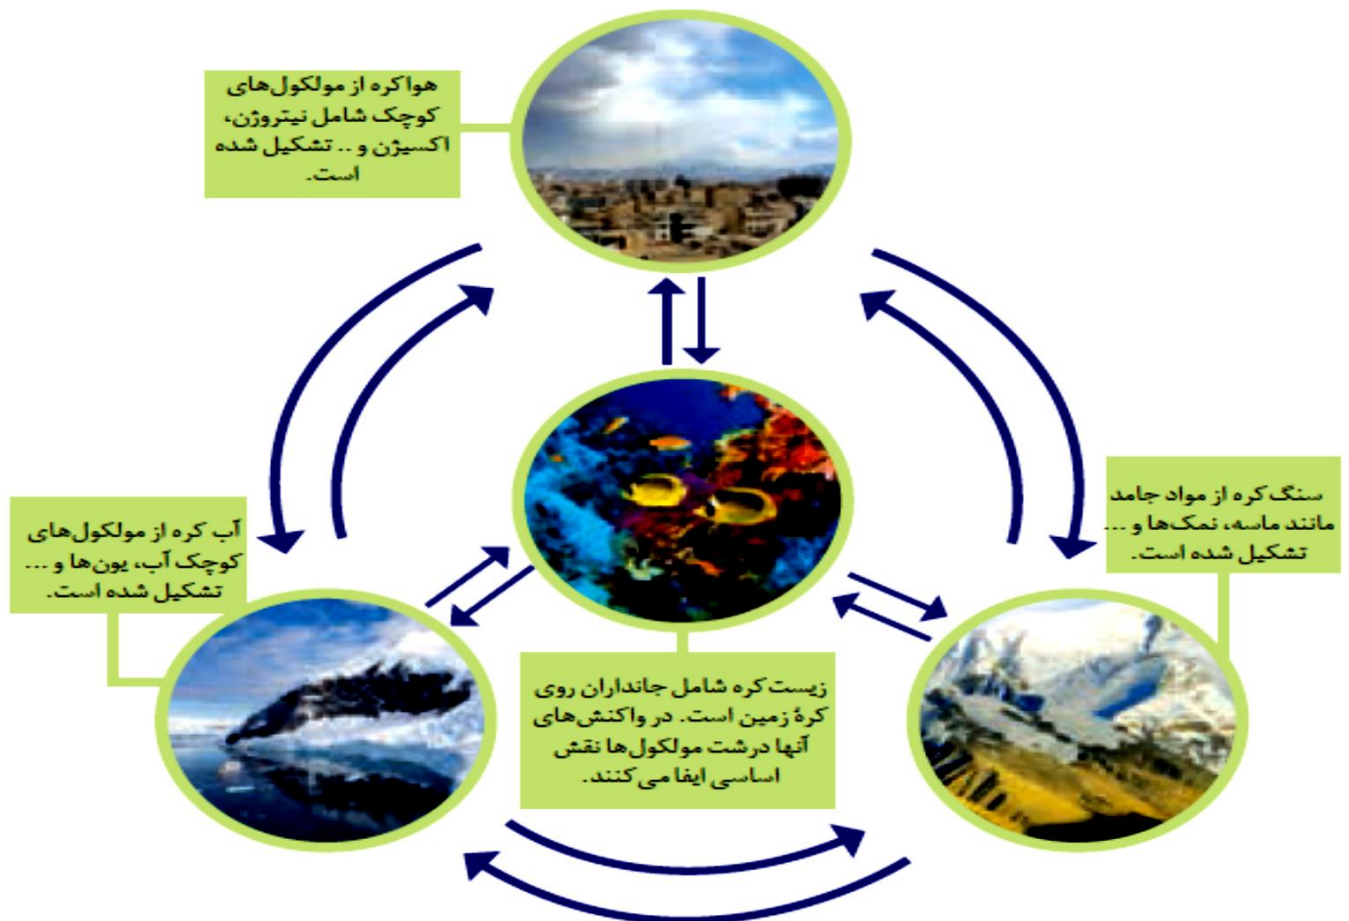 هواکره از مولکول‌های
کوچک شامل نیتروژن،
اکسیژن و .. تشکیل شده
است.
سنگ کره از مواد جامد
مانند ماسه، نمک‌ها و ...
تشکیل شده است.
آب کره از مولکول‌های
کوچک آب، یون‌ها و ...
تشکیل شده است.
زیست کره شامل جانداران روی
کرهٔ زمین است. در واکنش‌های
آنها درشت مولکول‌ها نقش
اساسی ایفا می‌کنند.